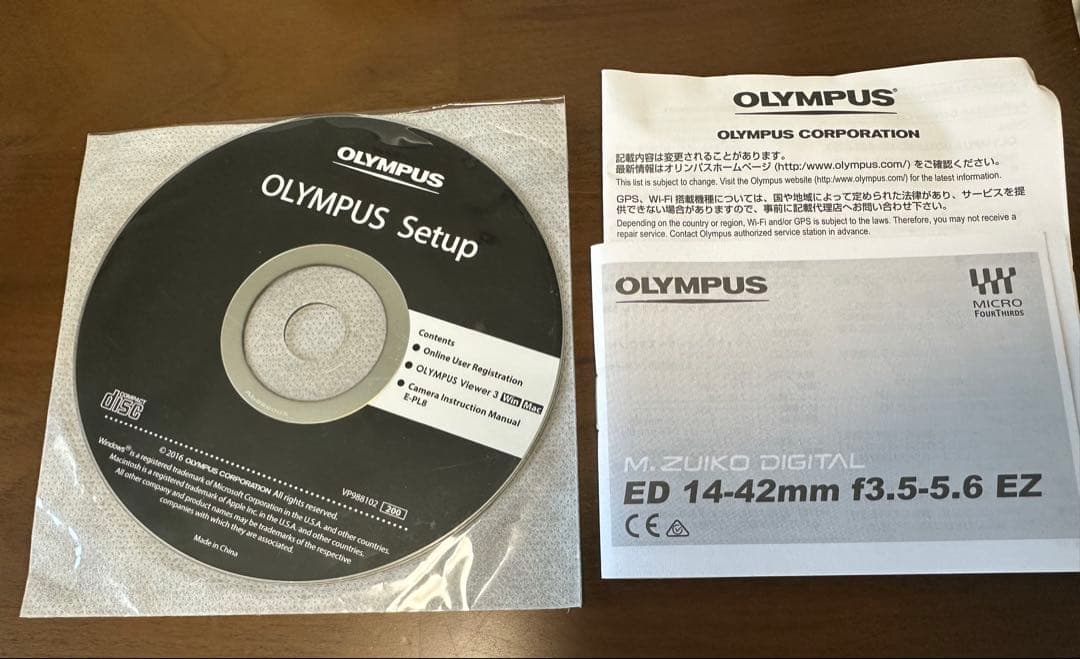 OLYMPUS
OLYMPUS Setup
Contents
● Online User Registration
● OLYMPUS Viewer 3 Win Mac
● Camera Instruction Manual
E-PL8
COMPACT
disc
© 2016 OLYMPUS CORPORATION All rights reserved.
Windows® is a registered trademark of Microsoft Corporation in the U.S.A. and other countries.
Macintosh is a registered trademark of Apple Inc. in the U.S.A. and other countries.
All other company and product names may be trademarks of the respective
companies with which they are associated.
VP988102 200
Made in China
OLYMPUS®
OLYMPUS CORPORATION
記載内容は変更されることがあります。
最新情報はオリンパスホームページ (http:/www.olympus.com/) をご確認ください。
This list is subject to change. Visit the Olympus website (http:/www.olympus.com/) for the latest information.
GPS、Wi-Fi 搭載機種については、国や地域によって定められた法律があり、サービスを提
供できない場合がありますので、事前に記載代理店へお問い合わせ下さい。
Depending on the country or region, Wi-Fi and/or GPS is subject to the laws. Therefore, you may not receive a
repair service. Contact Olympus authorized service station in advance.
OLYMPUS
MICRO
FOURTHIRDS
M.ZUIKO DIGITAL
ED 14-42mm f3.5-5.6 EZ
CE